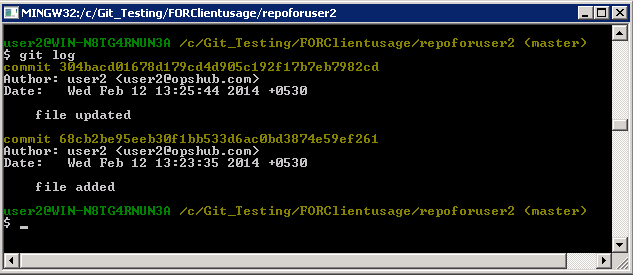 MINGW32:/c/Git_Testing/FORClientusage/repoforuser2
user2@WIN-N8TG4RNUN3A /c/Git_Testing/FORClientusage/repoforuser2 (master)
$ git log
commit 304bacd01678d179cd4d905c192f17b7eb7982cd
Author: user2 <user2@opshub.com>
Date:   Wed Feb 12 13:25:44 2014 +0530
file updated
commit 68cb2be95eeb30f1bb533d6ac0bd3874e59ef261
Author: user2 <user2@opshub.com>
Date:   Wed Feb 12 13:23:35 2014 +0530
file added
user2@WIN-N8TG4RNUN3A /c/Git_Testing/FORClientusage/repoforuser2 (master)
$